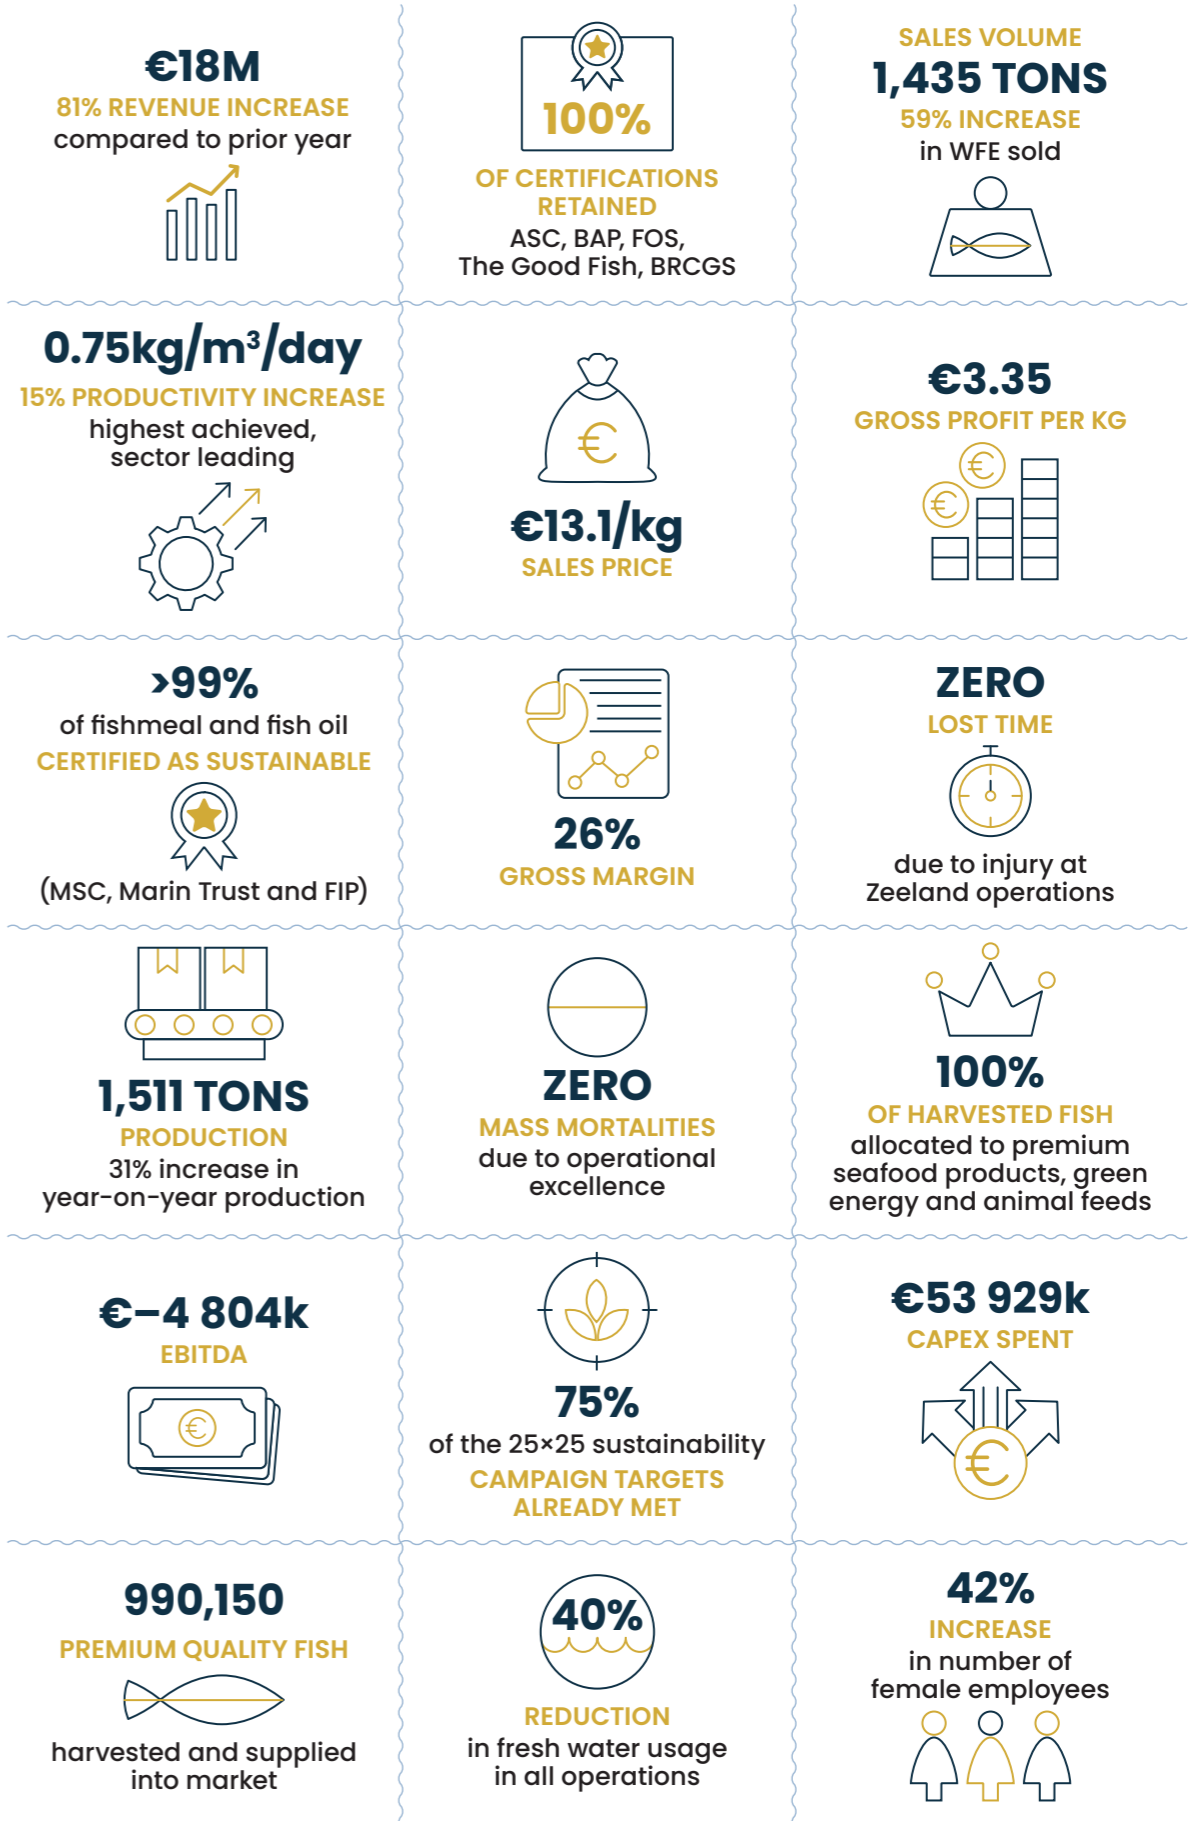 €18M
81% REVENUE INCREASE
compared to prior year
100%
OF CERTIFICATIONS
RETAINED
ASC, BAP, FOS,
The Good Fish, BRCGS
SALES VOLUME
1,435 TONS
59% INCREASE
in WFE sold
0.75kg/m³/day
15% PRODUCTIVITY INCREASE
highest achieved,
sector leading
€
€13.1/kg
SALES PRICE
€3.35
GROSS PROFIT PER KG
€
€
>99%
of fishmeal and fish oil
CERTIFIED AS SUSTAINABLE
(MSC, Marin Trust and FIP)
26%
GROSS MARGIN
ZERO
LOST TIME
due to injury at
Zeeland operations
1,511 TONS
PRODUCTION
31% increase in
year-on-year production
ZERO
MASS MORTALITIES
due to operational
excellence
100%
OF HARVESTED FISH
allocated to premium
seafood products, green
energy and animal feeds
€–4 804k
EBITDA
€
75%
of the 25×25 sustainability
CAMPAIGN TARGETS
ALREADY MET
€53 929k
CAPEX SPENT
€
990,150
PREMIUM QUALITY FISH
harvested and supplied
into market
40%
REDUCTION
in fresh water usage
in all operations
42%
INCREASE
in number of
female employees